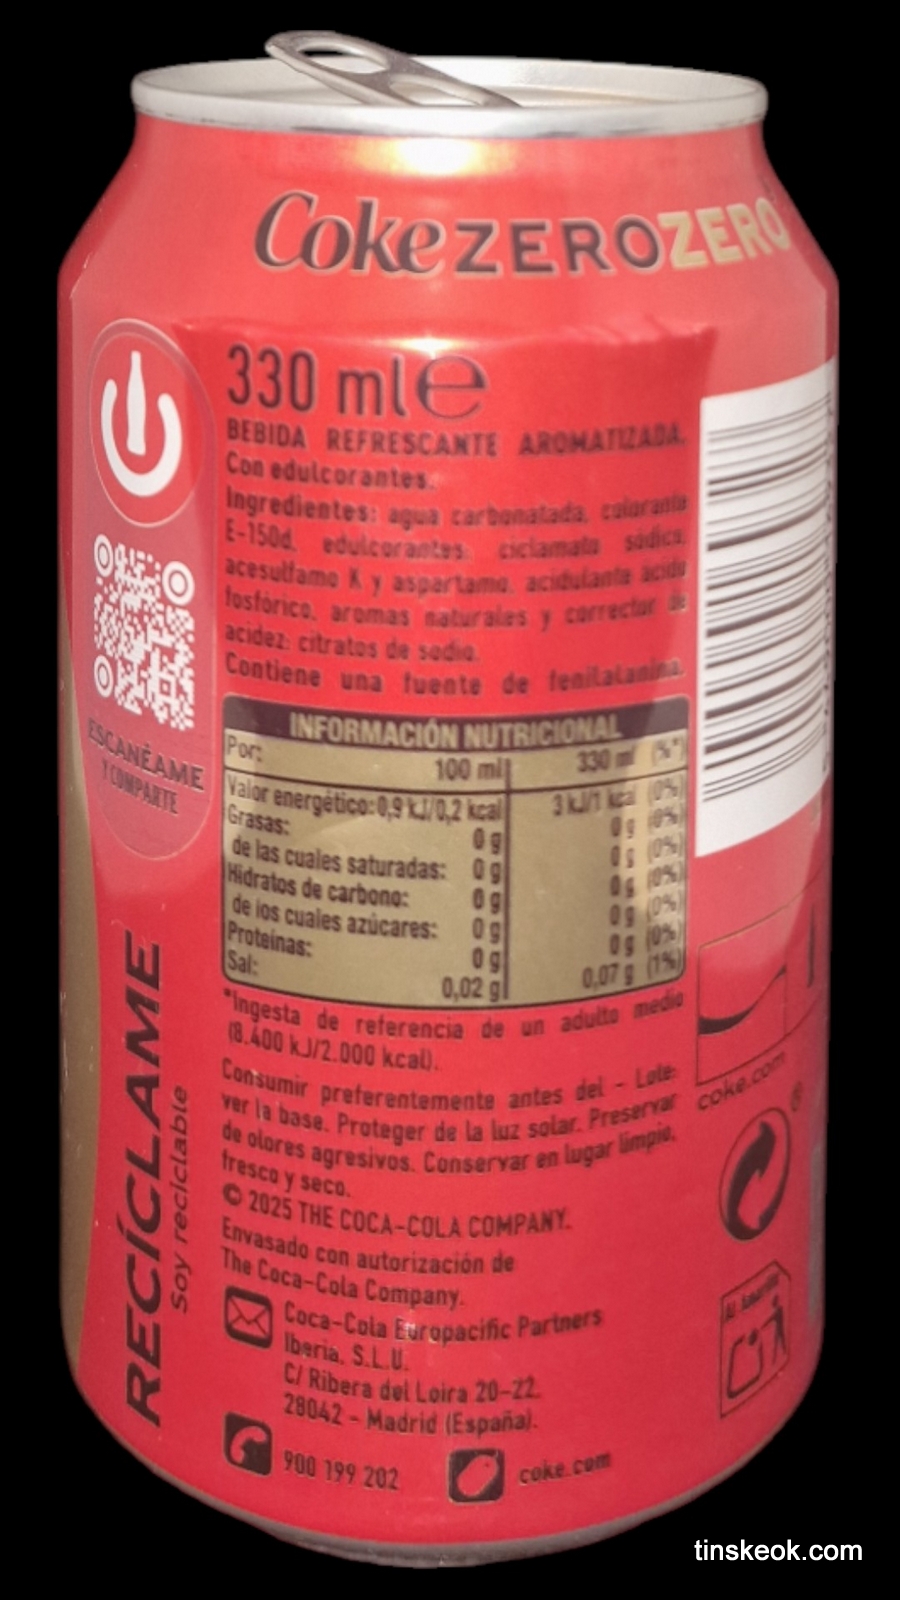 Coke ZERO ZERO
330 ml e
BEBIDA REFRESCANTE AROMATIZADA.
Con edulcorantes.
Ingredientes: agua carbonatada, colorante
E-150d, edulcorantes: ciclamato sódico,
acesulfamo K y aspartamo, acidulante ácido
fosfórico, aromas naturales y corrector de
acidez: citratos de sodio.
Contiene una fuente de fenilalanina.
INFORMACIÓN NUTRICIONAL
Por: 100 ml 330 ml (%*)
Valor energético: 0,9 kJ/0,2 kcal 3 kJ/1 kcal (0%)
Grasas: 0 g 0 g (0%)
de las cuales saturadas: 0 g 0 g (0%)
Hidratos de carbono: 0 g 0 g (0%)
de los cuales azúcares: 0 g 0 g (0%)
Proteínas: 0 g 0 g (0%)
Sal: 0,02 g 0,07 g (1%)
*Ingesta de referencia de un adulto medio
(8.400 kJ/2.000 kcal).
Consumir preferentemente antes del - Lote:
ver la base. Proteger de la luz solar. Preservar
de olores agresivos. Conservar en lugar limpio,
fresco y seco.
© 2025 THE COCA-COLA COMPANY.
Envasado con autorización de
The Coca-Cola Company.
Coca-Cola Europacific Partners
Iberia, S.L.U.
C/ Ribera del Loira 20-22.
28042 - Madrid (España).
900 199 202
coke.com
ESCANÉAME
Y COMPARTE
RECÍCLAME
Soy reciclable
coke.com
®
Al Amarillo
tinskeok.com